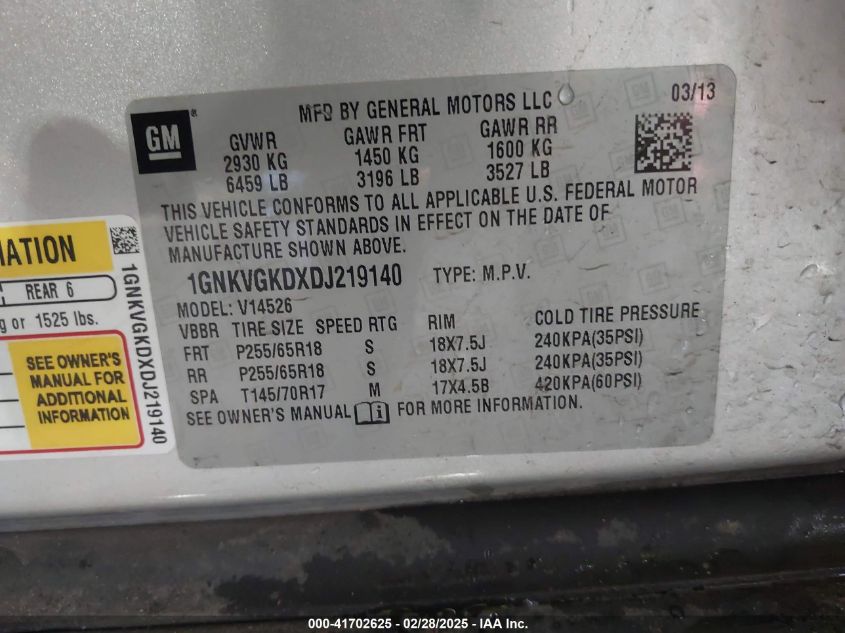 GM
®
MFD BY GENERAL MOTORS LLC
03/13
GVWR GAWR FRT GAWR RR
2930 KG 1450 KG 1600 KG
6459 LB 3196 LB 3527 LB
THIS VEHICLE CONFORMS TO ALL APPLICABLE U.S. FEDERAL MOTOR
VEHICLE SAFETY STANDARDS IN EFFECT ON THE DATE OF
MANUFACTURE SHOWN ABOVE.
1GNKVGKDXDJ219140 TYPE: M.P.V.
MODEL: V14526
VBBR TIRE SIZE SPEED RTG RIM COLD TIRE PRESSURE
FRT P255/65R18 S 18X7.5J 240KPA(35PSI)
RR P255/65R18 S 18X7.5J 240KPA(35PSI)
SPA T145/70R17 M 17X4.5B 420KPA(60PSI)
SEE OWNER'S MANUAL i FOR MORE INFORMATION.
REAR 6
or 1525 lbs.
SEE OWNER'S
MANUAL FOR
ADDITIONAL
INFORMATION
1GNKVGKDXDJ219140
000-41702625 - 02/28/2025 - IAA Inc.